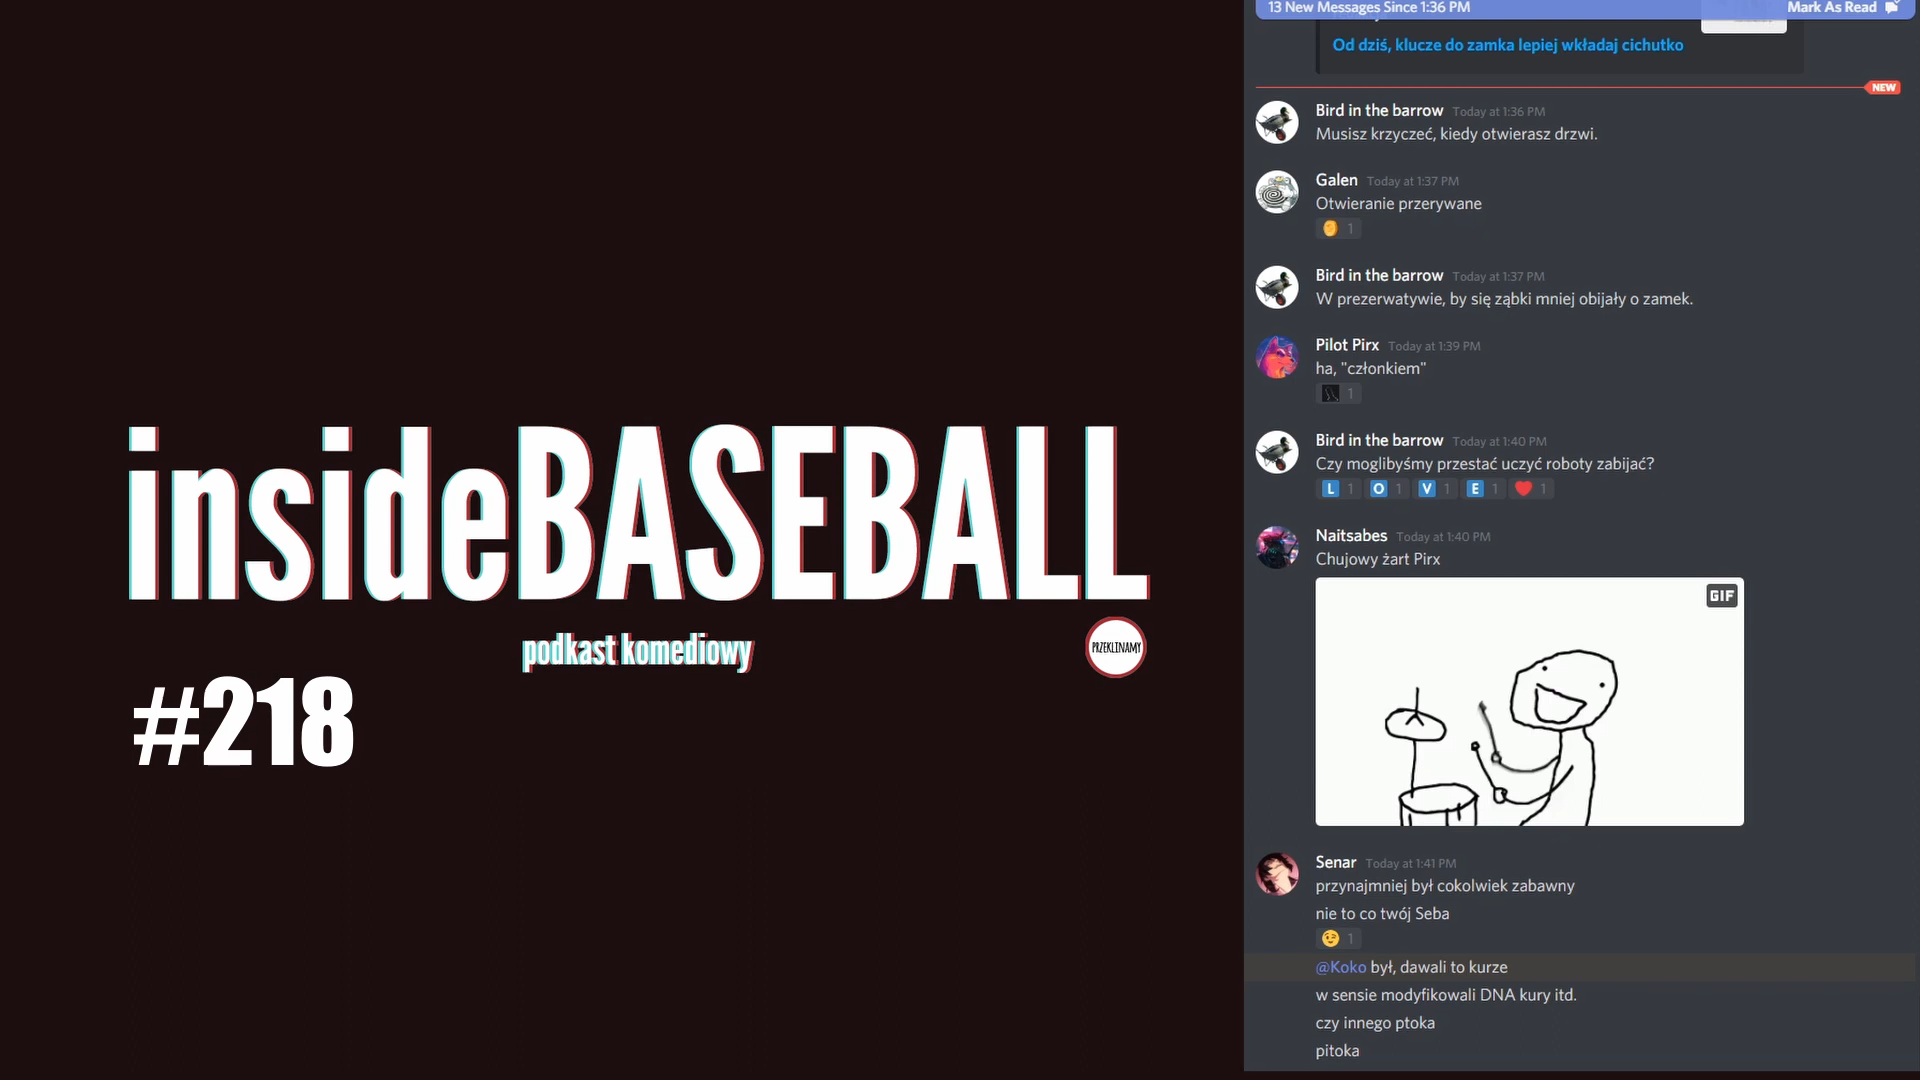 insideBASEBALL
podkast komediowy
PRZEKLINAMY
#218
13 New Messages Since 1:36 PM
Mark As Read
Od dziś, klucze do zamka lepiej wkładaj cichutko
NEW
Bird in the barrow Today at 1:36 PM
Musisz krzyczeć, kiedy otwierasz drzwi.
Galen Today at 1:37 PM
Otwieranie przerywane
1
Bird in the barrow Today at 1:37 PM
W prezerwatywie, by się ząbki mniej obijały o zamek.
Pilot Pirx Today at 1:39 PM
ha, "członkiem"
1
Bird in the barrow Today at 1:40 PM
Czy moglibyśmy przestać uczyć roboty zabijać?
L 1 O 1 V 1 E 1 1
Naitsabes Today at 1:40 PM
Chujowy żart Pirx
GIF
Senar Today at 1:41 PM
przynajmniej był cokolwiek zabawny
nie to co twój Seba
1
@Koko był, dawali to kurze
w sensie modyfikowali DNA kury itd.
czy innego ptoka
pitoka